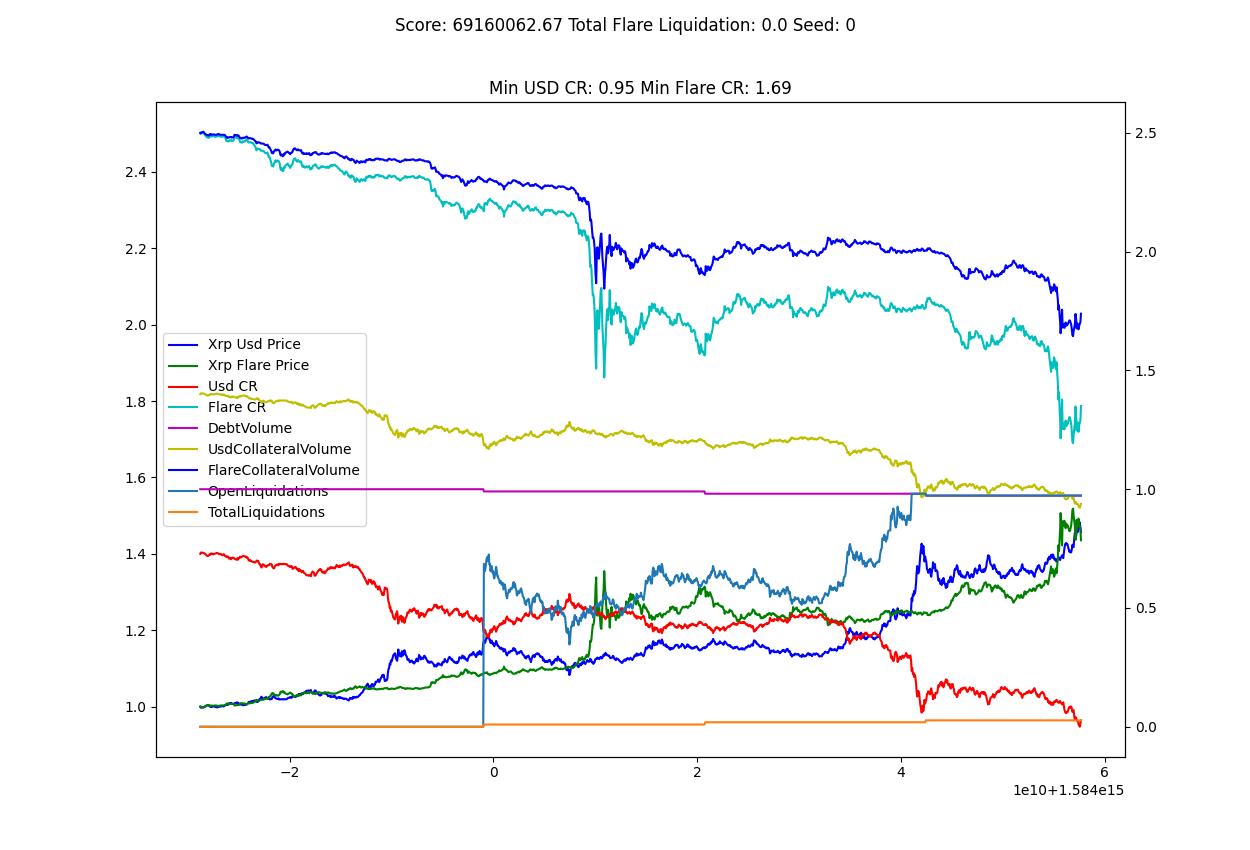 Score: 69160062.67 Total Flare Liquidation: 0.0 Seed: 0
Min USD CR: 0.95 Min Flare CR: 1.69
2.4
2.2
2.0
1.8
1.6
1.4
1.2
1.0
2.5
2.0
1.5
1.0
0.5
0.0
Xrp Usd Price
Xrp Flare Price
Usd CR
Flare CR
DebtVolume
UsdCollateralVolume
FlareCollateralVolume
OpenLiquidations
TotalLiquidations
−2 0 2 4 6
1e10+1.584e15